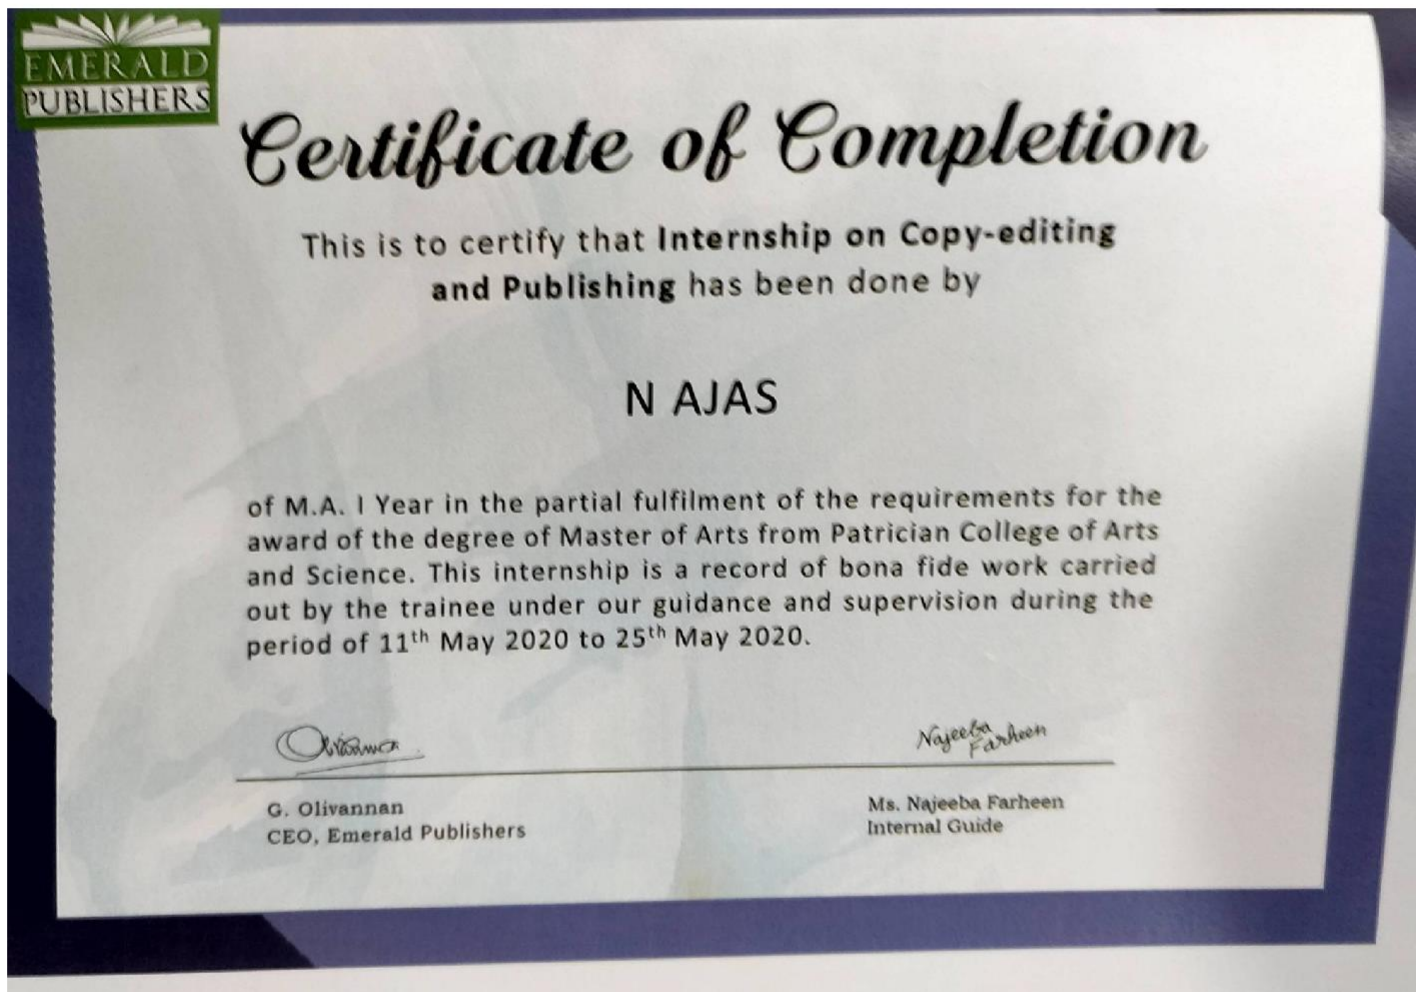 EMERALD
PUBLISHERS
Certificate of Completion
This is to certify that Internship on Copy-editing
and Publishing has been done by
N AJAS
of M.A. I Year in the partial fulfilment of the requirements for the
award of the degree of Master of Arts from Patrician College of Arts
and Science. This internship is a record of bona fide work carried
out by the trainee under our guidance and supervision during the
period of 11th May 2020 to 25th May 2020.
Najeeba
Farheen
G. Olivannan
CEO, Emerald Publishers
Ms. Najeeba Farheen
Internal Guide